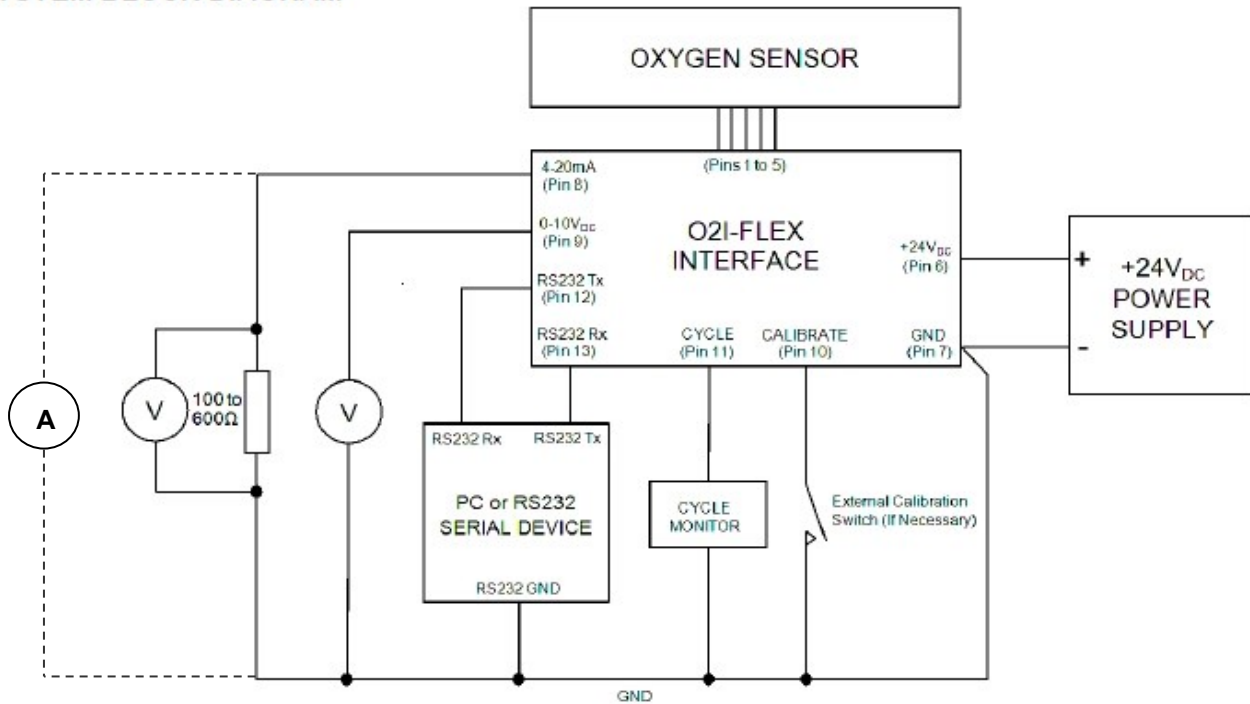 OXYGEN SENSOR
4-20mA
(Pin 8)
(Pins 1 to 5)
0-10VDC
(Pin 9)
O2I-FLEX
INTERFACE
+24VDC
(Pin 6)
RS232 Tx
(Pin 12)
RS232 Rx
(Pin 13)
CYCLE
(Pin 11)
CALIBRATE
(Pin 10)
GND
(Pin 7)
+
-
+24VDC
POWER
SUPPLY
A
V
100 to
600Ω
V
RS232 Rx
RS232 Tx
PC or RS232
SERIAL DEVICE
RS232 GND
CYCLE
MONITOR
External Calibration
Switch (If Necessary)
GND